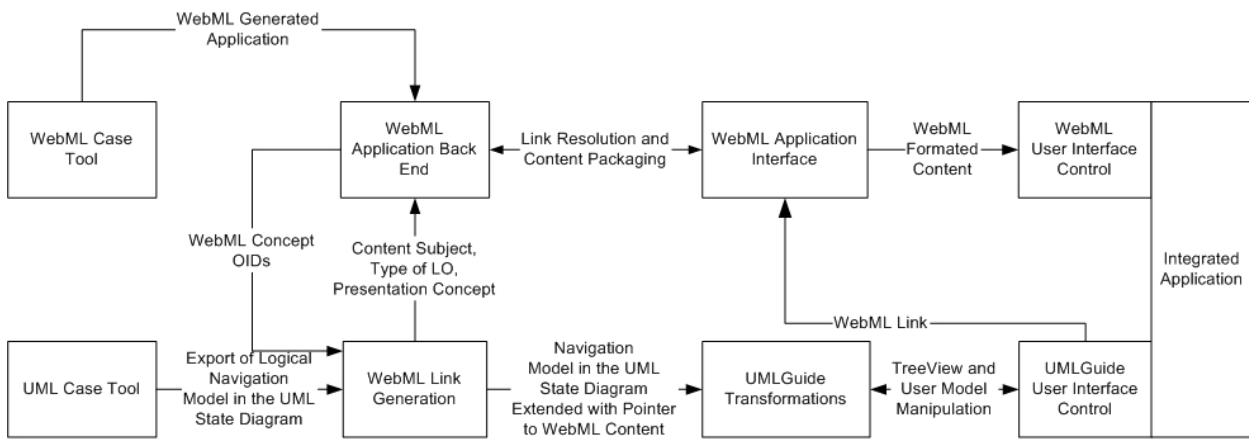 WebML Generated
Application
WebML Case
Tool
WebML
Application Back
End
Link Resolution and
Content Packaging
WebML Application
Interface
WebML
Formated
Content
WebML
User Interface
Control
WebML Concept
OIDs
Content Subject,
Type of LO,
Presentation Concept
Integrated
Application
WebML Link
UML Case Tool
Export of Logical
Navigation
Model in the UML
State Diagram
WebML Link
Generation
Navigation
Model in the UML
State Diagram
Extended with Pointer
to WebML Content
UMLGuide
Transformations
TreeView and
User Model
Manipulation
UMLGuide
User Interface
Control